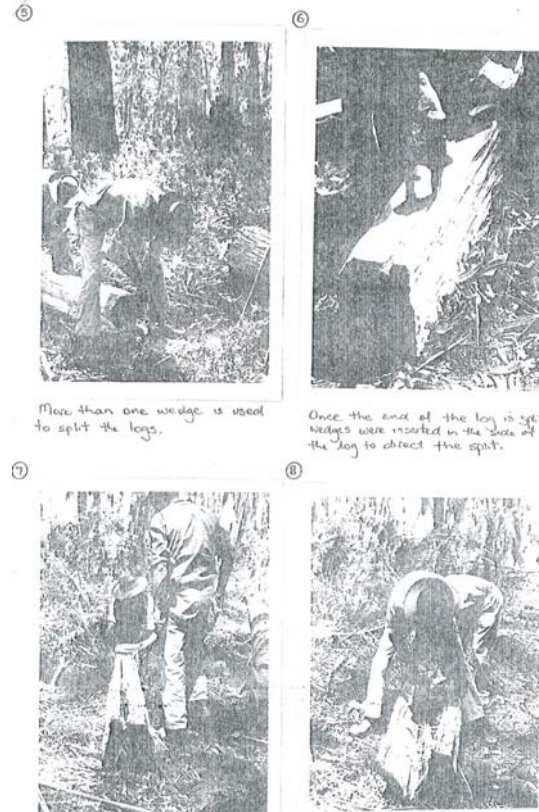 ⑤
⑥
More than one wedge is used
to split the logs.
Once the end of the log is
wedges were inserted in the side of
the log to direct the split.
⑦
⑧